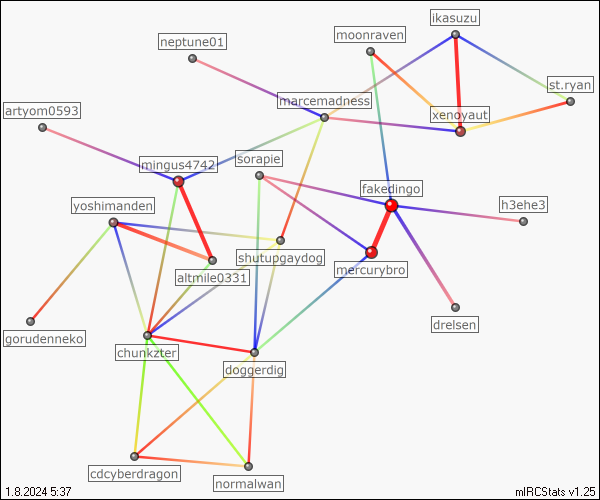 ikasuzu
moonraven
neptune01
st.ryan
marcemadness
xenoyaut
artyom0593
sorapie
mingus4742
fakedingo
h3ehe3
yoshimanden
shutupgaydog
mercurybro
altmile0331
drelsen
gorudenneko
chunkzter
doggerdig
cdcyberdragon
normalwan
1.8.2024 5:37
mIRCStats v1.25